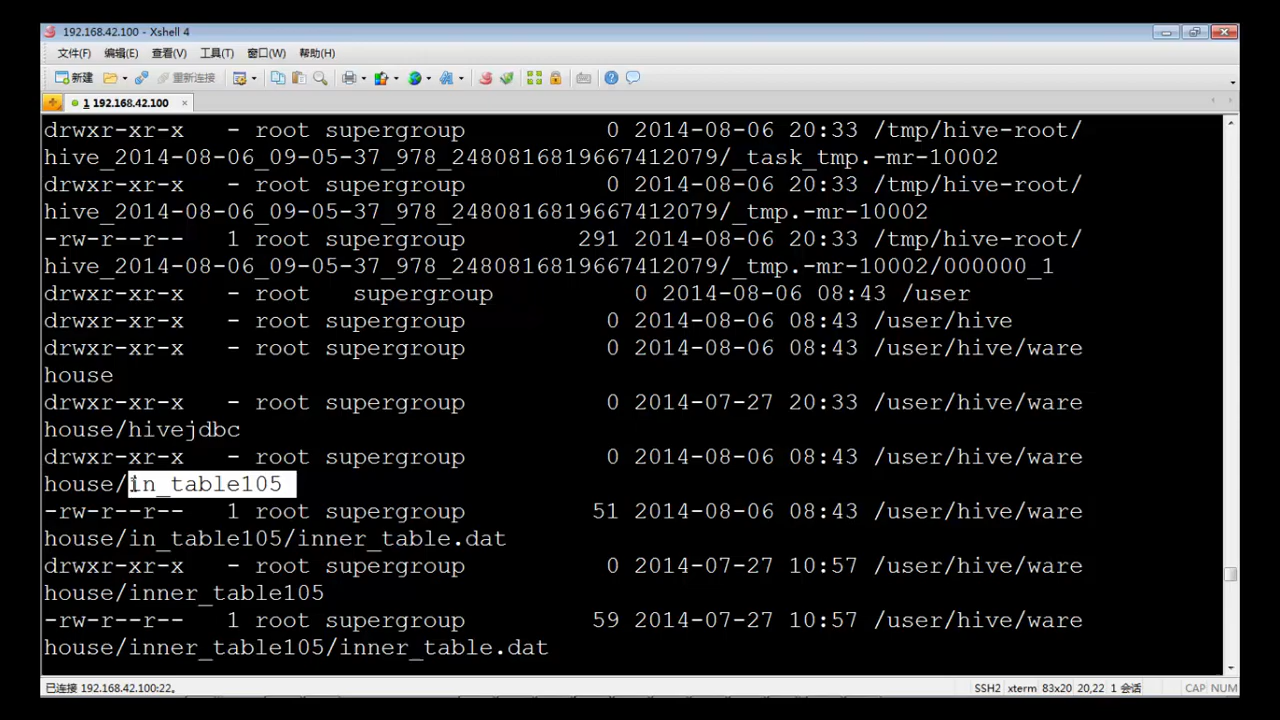 192.168.42.100 - Xshell 4
文件(F) 编辑(E) 查看(V) 工具(T) 窗口(W) 帮助(H)
新建 重新连接
1 192.168.42.100
drwxr-xr-x   - root supergroup          0 2014-08-06 20:33 /tmp/hive-root/
hive_2014-08-06_09-05-37_978_2480816819667412079/_task_tmp.-mr-10002
drwxr-xr-x   - root supergroup          0 2014-08-06 20:33 /tmp/hive-root/
hive_2014-08-06_09-05-37_978_2480816819667412079/_tmp.-mr-10002
-rw-r--r--   1 root supergroup        291 2014-08-06 20:33 /tmp/hive-root/
hive_2014-08-06_09-05-37_978_2480816819667412079/_tmp.-mr-10002/000000_1
drwxr-xr-x   - root   supergroup          0 2014-08-06 08:43 /user
drwxr-xr-x   - root supergroup          0 2014-08-06 08:43 /user/hive
drwxr-xr-x   - root supergroup          0 2014-08-06 08:43 /user/hive/ware
house
drwxr-xr-x   - root supergroup          0 2014-07-27 20:33 /user/hive/ware
house/hivejdbc
drwxr-xr-x   - root supergroup          0 2014-08-06 08:43 /user/hive/ware
house/in_table105
-rw-r--r--   1 root supergroup         51 2014-08-06 08:43 /user/hive/ware
house/in_table105/inner_table.dat
drwxr-xr-x   - root supergroup          0 2014-07-27 10:57 /user/hive/ware
house/inner_table105
-rw-r--r--   1 root supergroup         59 2014-07-27 10:57 /user/hive/ware
house/inner_table105/inner_table.dat
已连接 192.168.42.100:22。 SSH2 xterm 83x20 20,22 1 会话 CAP NUM